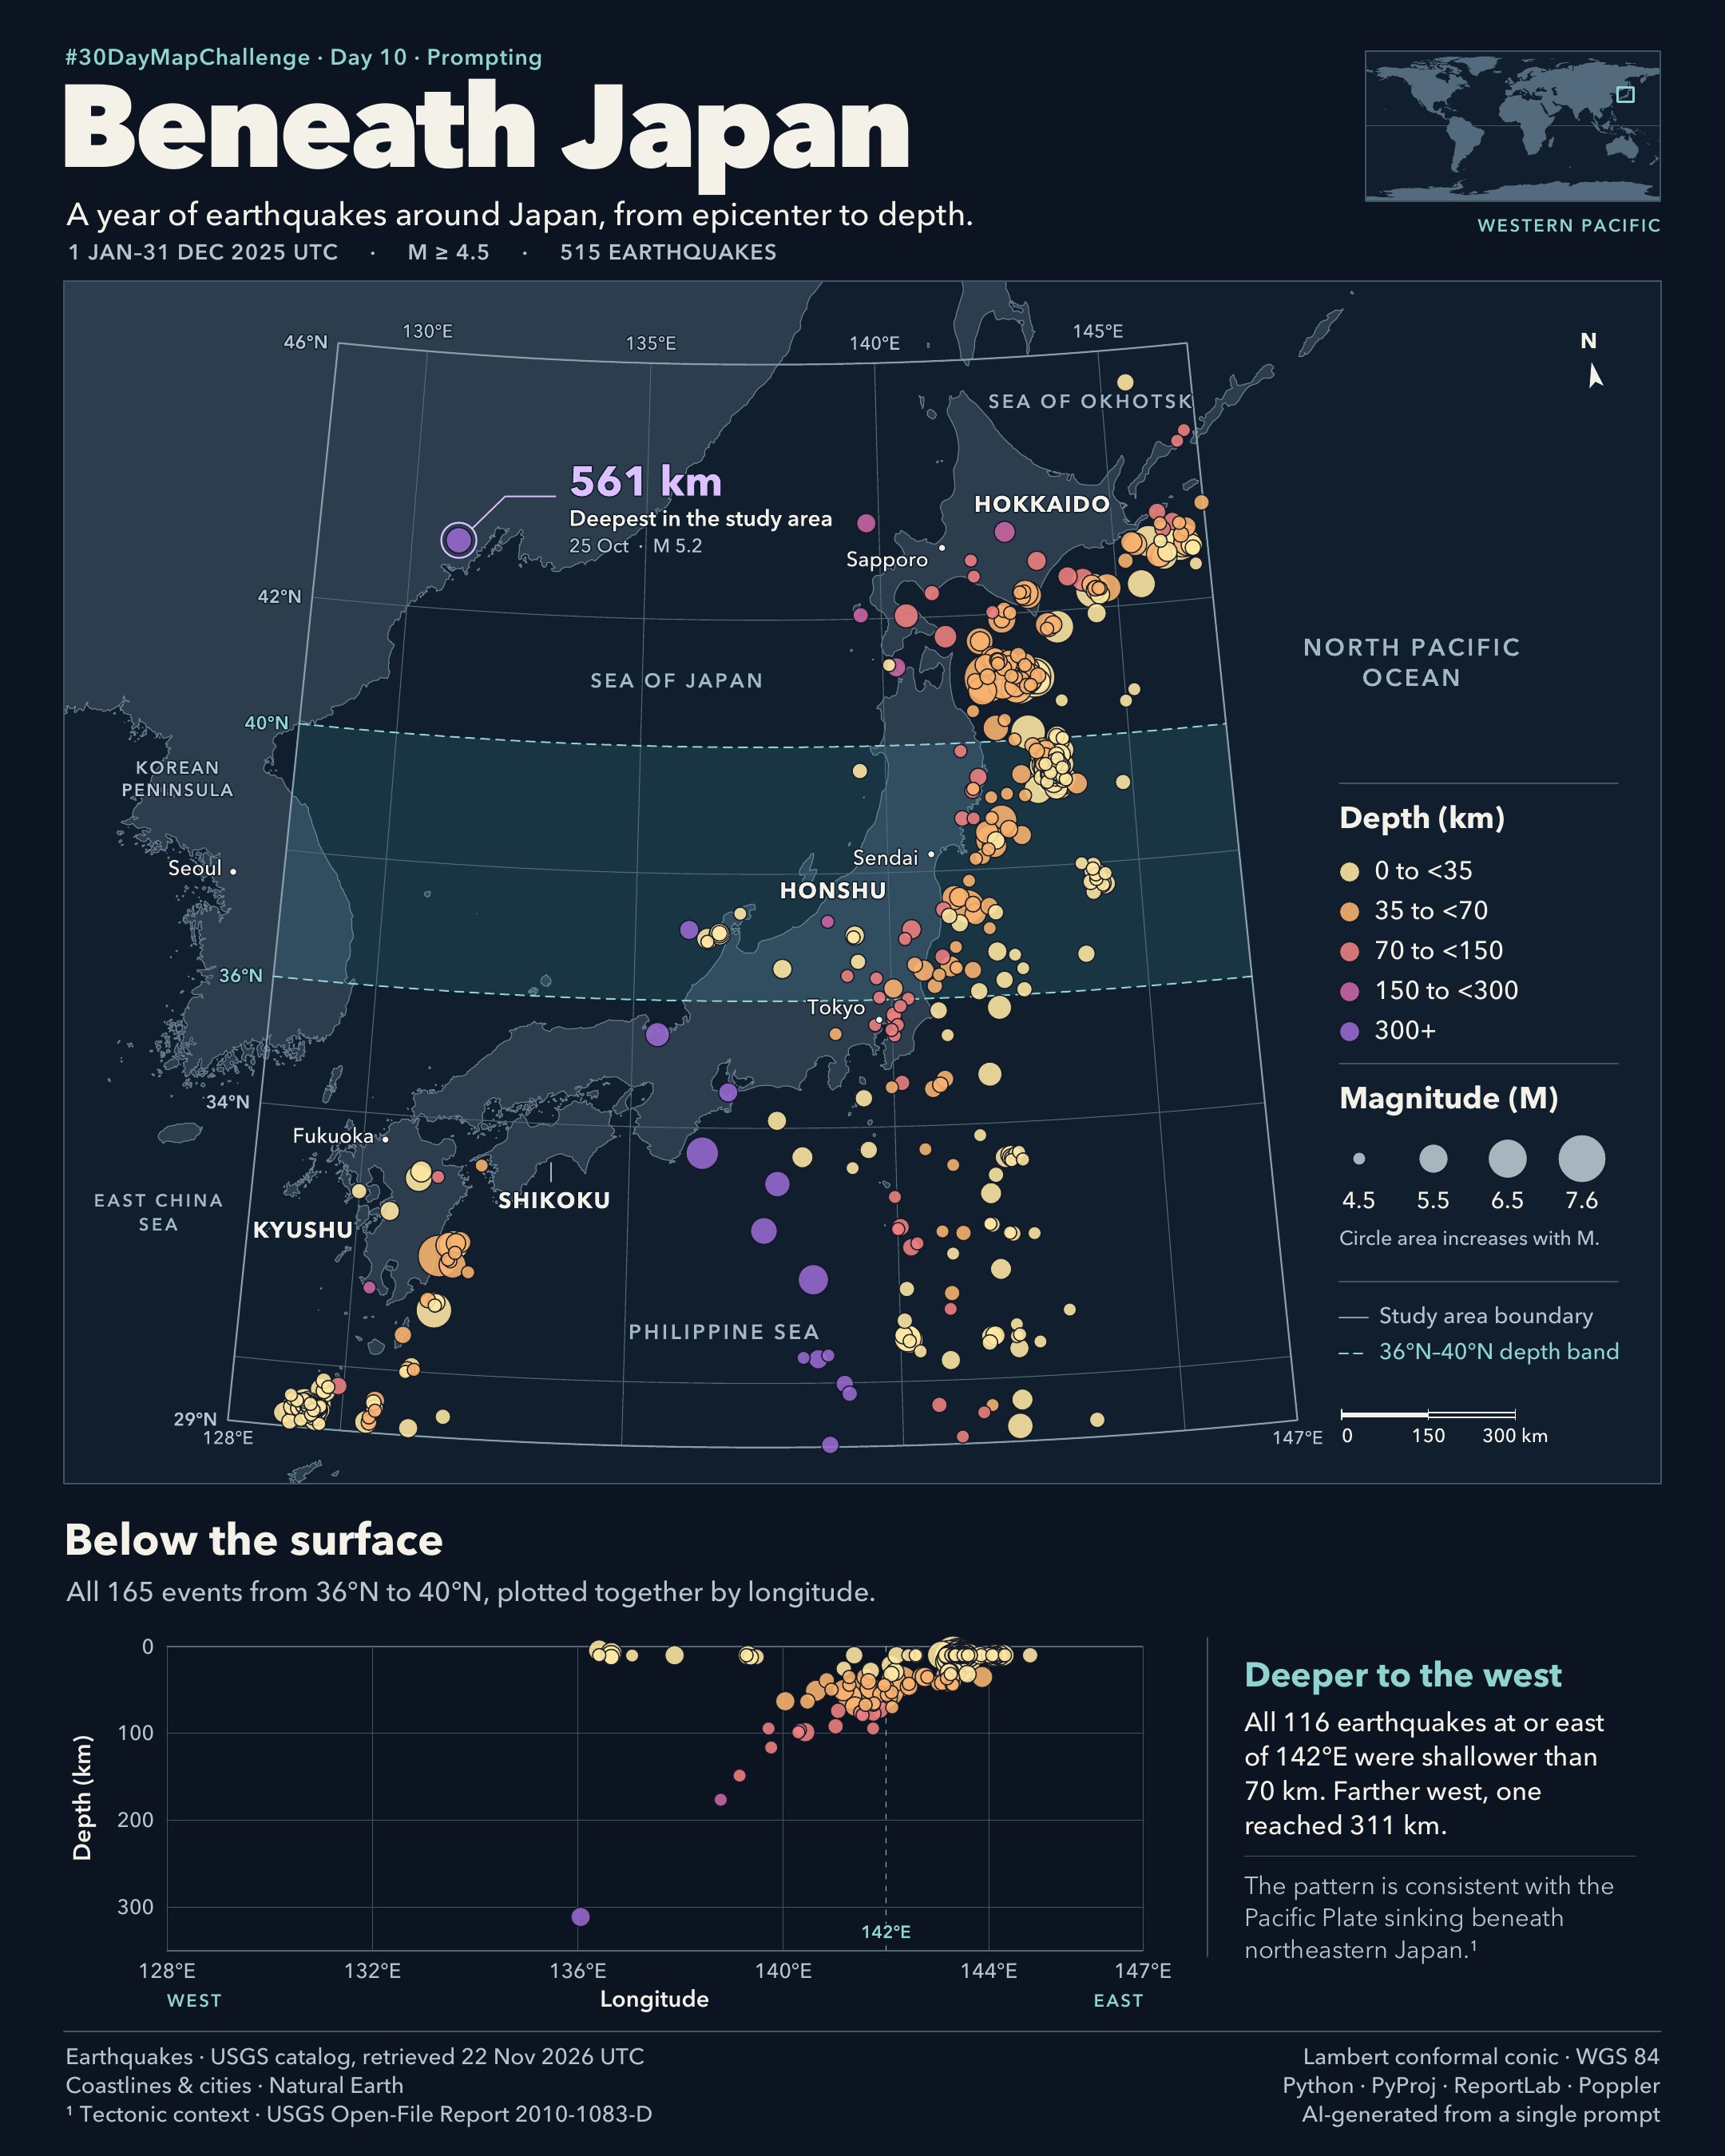 #30DayMapChallenge · Day 10 · Prompting
Beneath Japan
A year of earthquakes around Japan, from epicenter to depth.
1 JAN–31 DEC 2025 UTC · M ≥ 4.5 · 515 EARTHQUAKES
WESTERN PACIFIC
46°N
130°E
135°E
140°E
145°E
N
SEA OF OKHOTSK
561 km
Deepest in the study area
25 Oct · M 5.2
HOKKAIDO
Sapporo
42°N
NORTH PACIFIC
OCEAN
SEA OF JAPAN
40°N
KOREAN
PENINSULA
Seoul
Sendai
HONSHU
36°N
Tokyo
34°N
Fukuoka
SHIKOKU
EAST CHINA
SEA
KYUSHU
PHILIPPINE SEA
29°N
128°E
147°E
Depth (km)
0 to <35
35 to <70
70 to <150
150 to <300
300+
Magnitude (M)
4.5
5.5
6.5
7.6
Circle area increases with M.
Study area boundary
36°N–40°N depth band
0
150
300 km
Below the surface
All 165 events from 36°N to 40°N, plotted together by longitude.
0
100
200
300
Depth (km)
142°E
128°E
132°E
136°E
140°E
144°E
147°E
WEST
Longitude
EAST
Deeper to the west
All 116 earthquakes at or east
of 142°E were shallower than
70 km. Farther west, one
reached 311 km.
The pattern is consistent with the
Pacific Plate sinking beneath
northeastern Japan.¹
Earthquakes · USGS catalog, retrieved 22 Nov 2026 UTC
Coastlines & cities · Natural Earth
¹ Tectonic context · USGS Open-File Report 2010-1083-D
Lambert conformal conic · WGS 84
Python · PyProj · ReportLab · Poppler
AI-generated from a single prompt